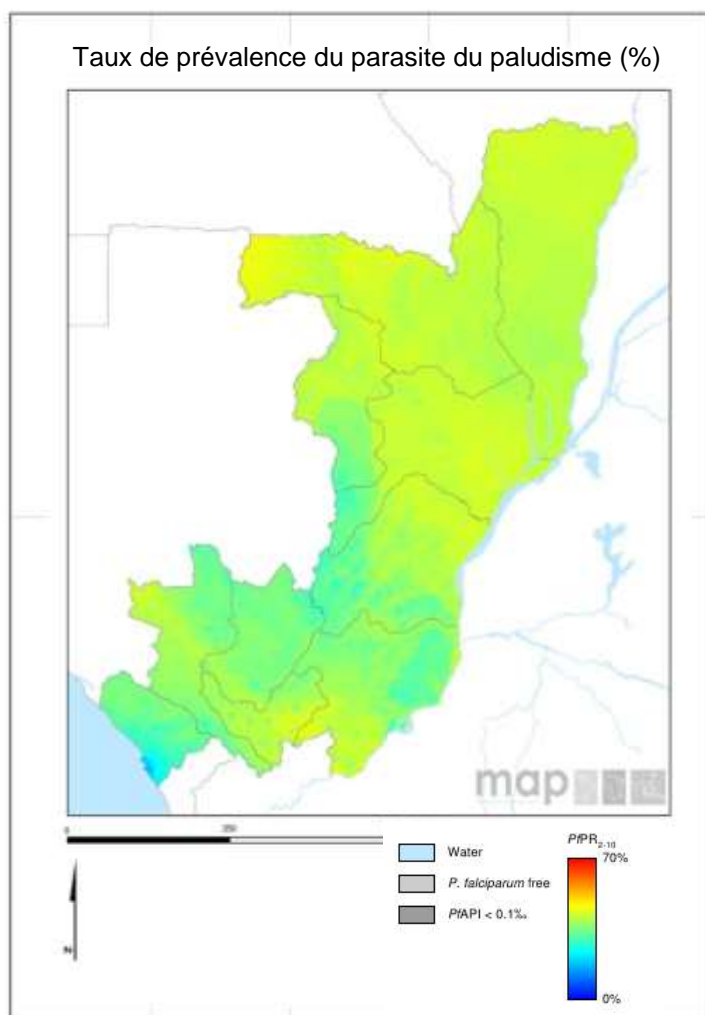 Taux de prévalence du parasite du paludisme (%)
map
0 250
Water
P. falciparum free
PfAPI < 0.1‰
PfPR2-10
70%
0%
N